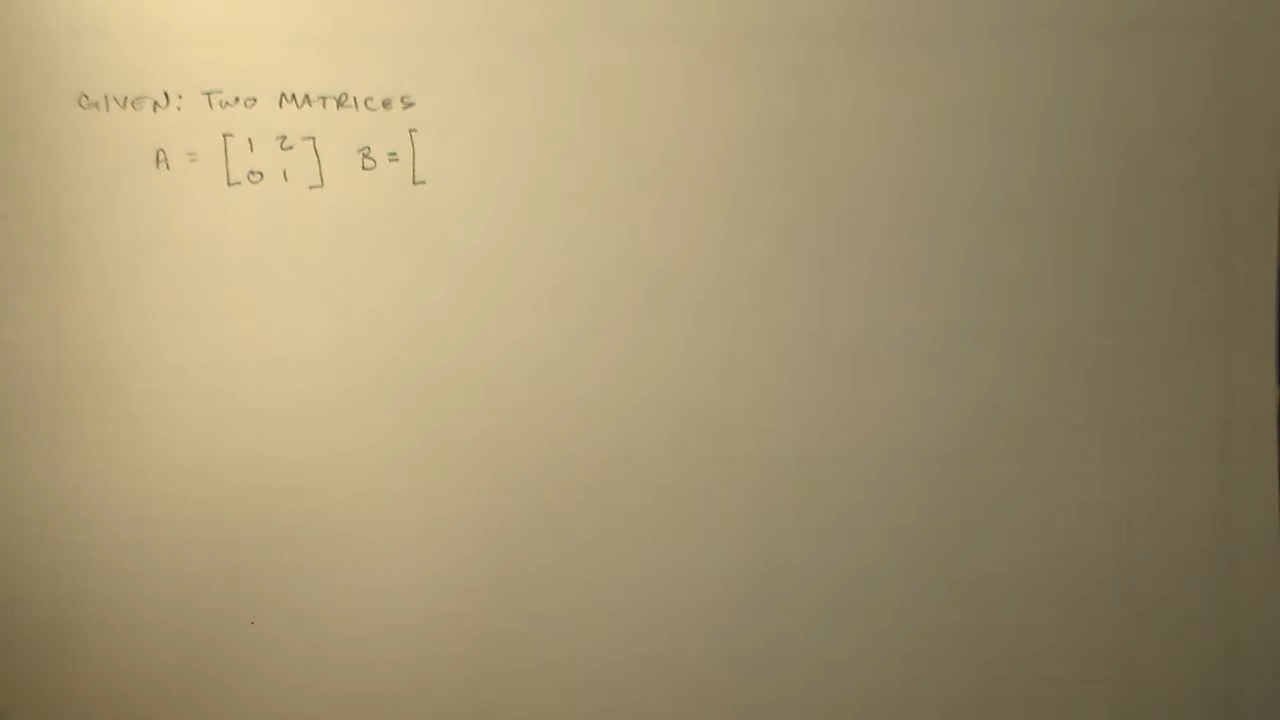 GIVEN: TWO MATRICES
A = [1 2
0 1] B = [